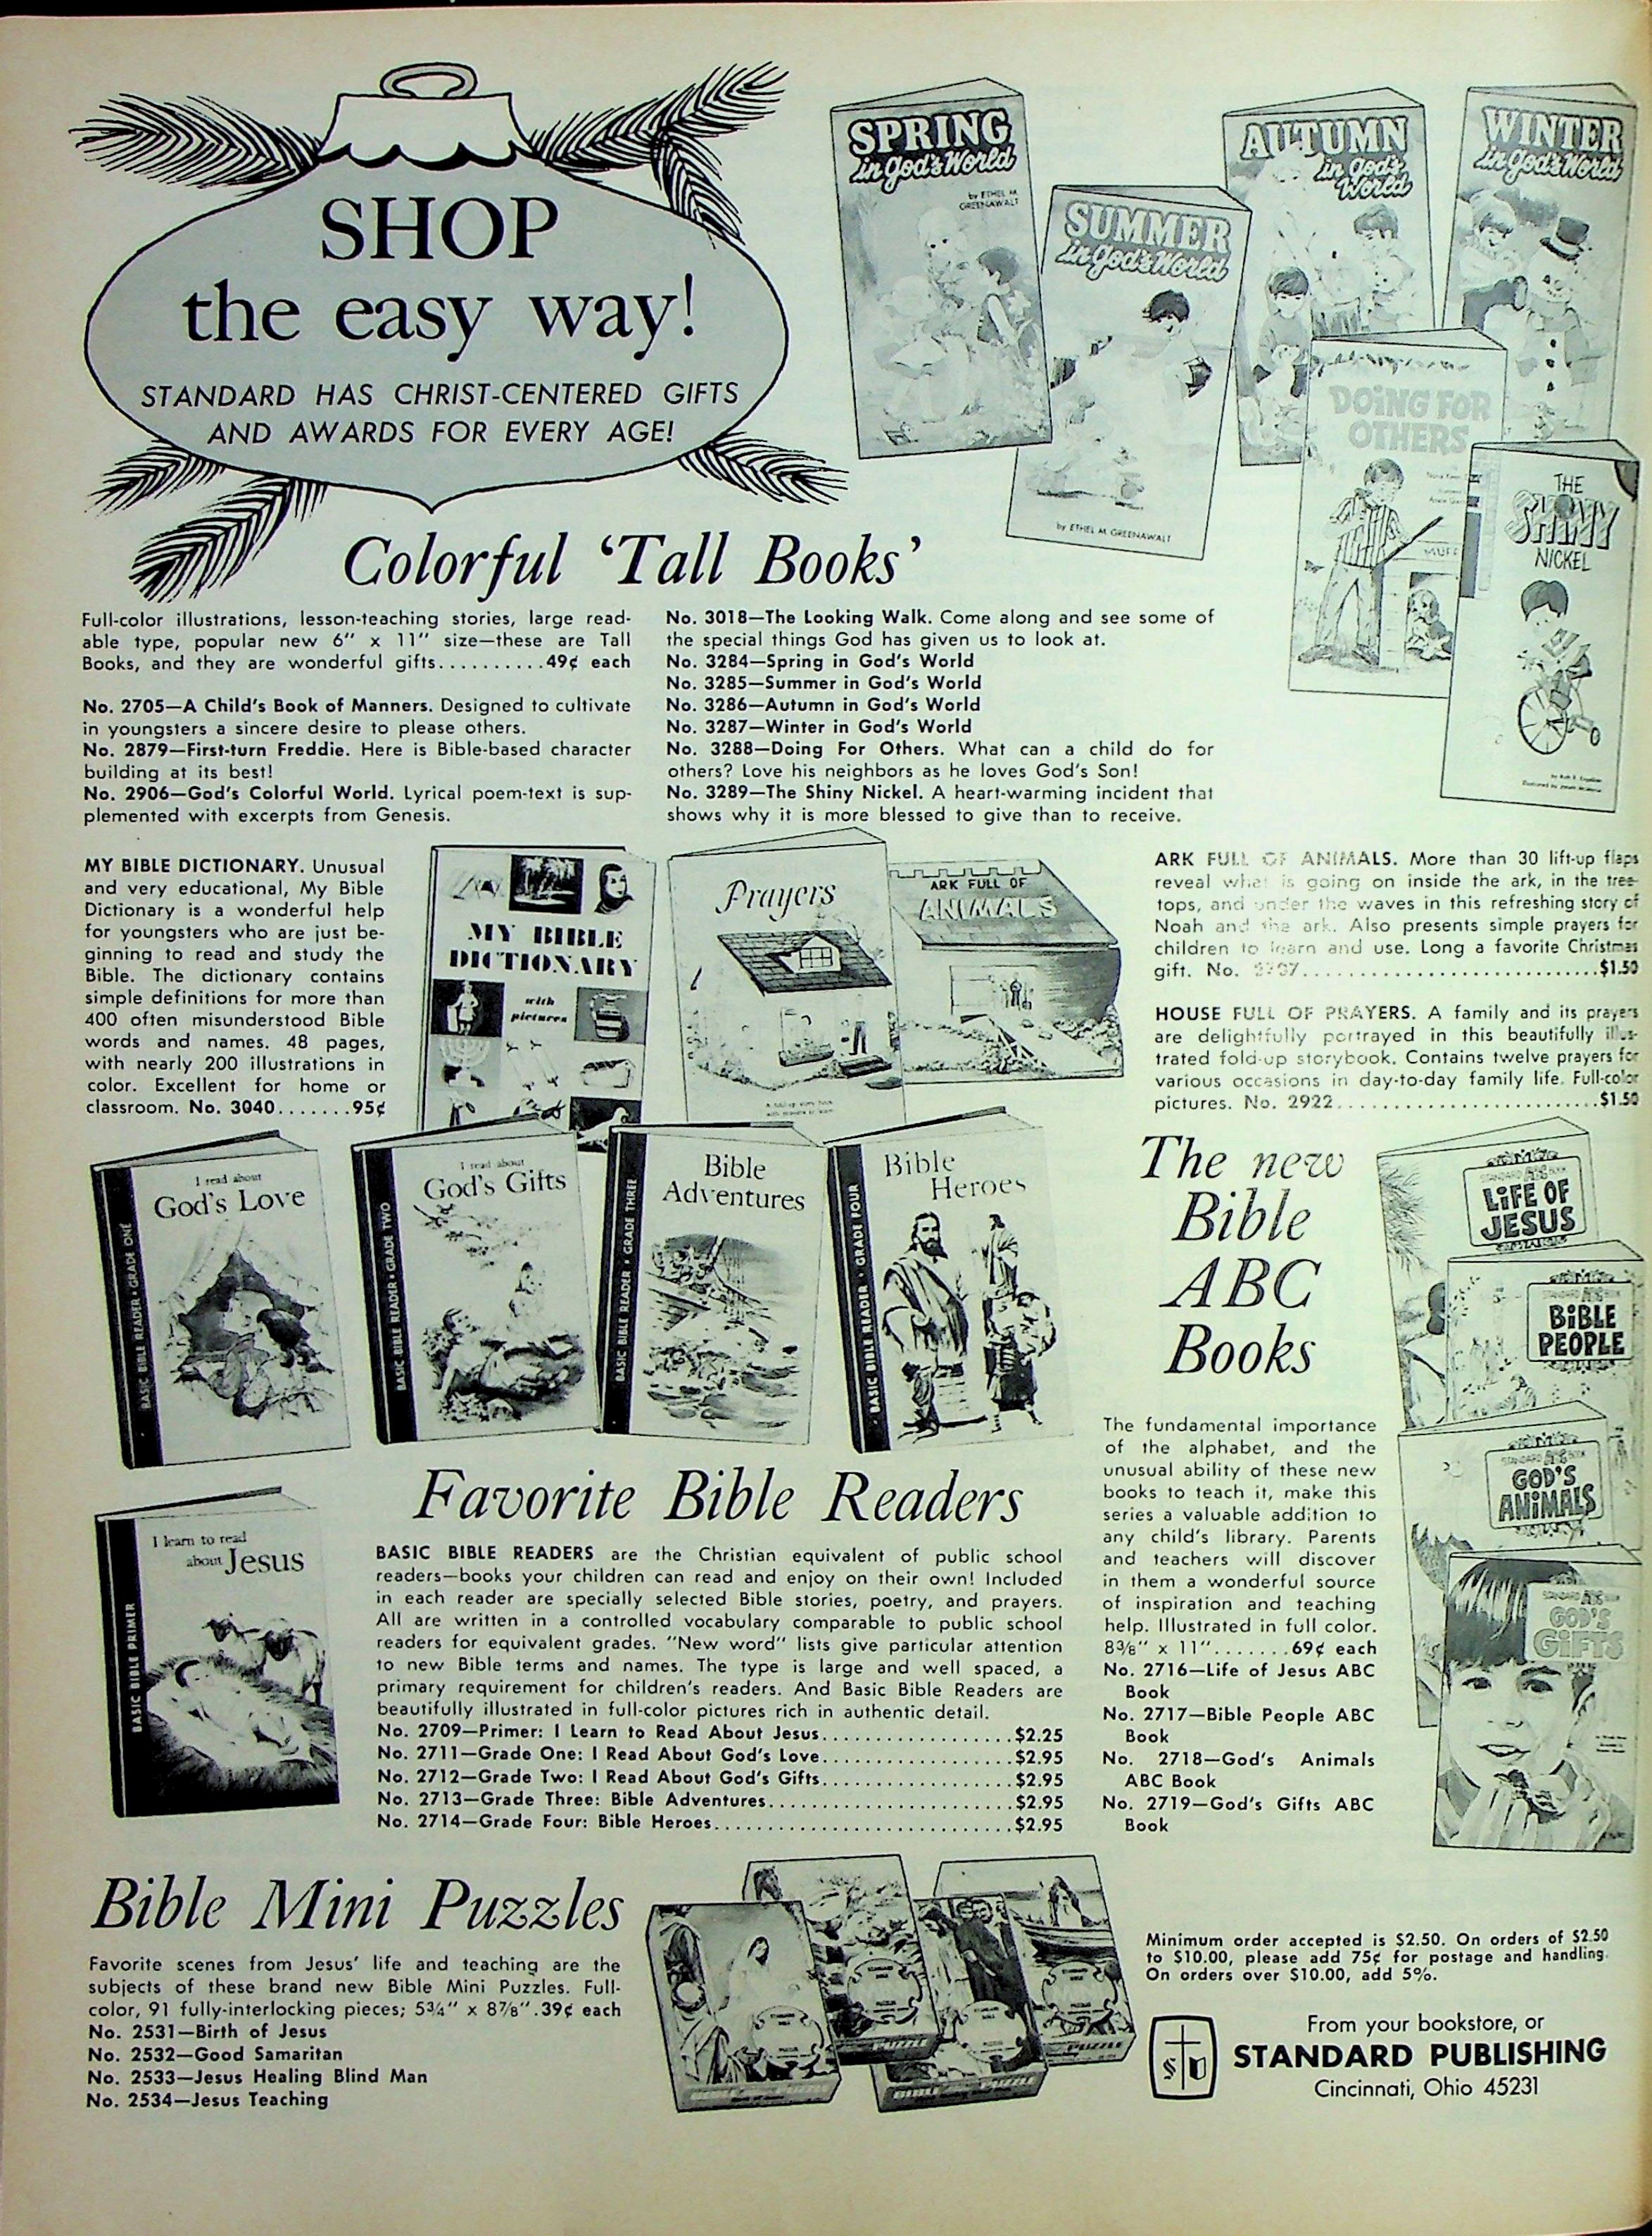 SHOP
the easy way!
STANDARD HAS CHRIST-CENTERED GIFTS
AND AWARDS FOR EVERY AGE!
SPRING
in God's World
by ETHEL M.
GREENAWALT
SUMMER
in God's World
by ETHEL M. GREENAWALT
AUTUMN
in God's
World
WINTER
in God's World
DOING FOR
OTHERS
THE
SHINY
NICKEL
Colorful ‘Tall Books’
Full-color illustrations, lesson-teaching stories, large read-
able type, popular new 6″ x 11″ size—these are Tall
Books, and they are wonderful gifts..........49¢ each
No. 2705—A Child's Book of Manners. Designed to cultivate
in youngsters a sincere desire to please others.
No. 2879—First-turn Freddie. Here is Bible-based character
building at its best!
No. 2906—God's Colorful World. Lyrical poem-text is sup-
plemented with excerpts from Genesis.
No. 3018—The Looking Walk. Come along and see some of
the special things God has given us to look at.
No. 3284—Spring in God's World
No. 3285—Summer in God's World
No. 3286—Autumn in God's World
No. 3287—Winter in God's World
No. 3288—Doing For Others. What can a child do for
others? Love his neighbors as he loves God's Son!
No. 3289—The Shiny Nickel. A heart-warming incident that
shows why it is more blessed to give than to receive.
MY BIBLE DICTIONARY. Unusual
and very educational, My Bible
Dictionary is a wonderful help
for youngsters who are just be-
ginning to read and study the
Bible. The dictionary contains
simple definitions for more than
400 often misunderstood Bible
words and names. 48 pages,
with nearly 200 illustrations in
color. Excellent for home or
classroom. No. 3040.......95¢
MY BIBLE
DICTIONARY
with
pictures
Prayers
ARK FULL OF
ANIMALS
ARK FULL OF ANIMALS. More than 30 lift-up flaps
reveal what is going on inside the ark, in the tree-
tops, and under the waves in this refreshing story of
Noah and the ark. Also presents simple prayers for
children to learn and use. Long a favorite Christmas
gift. No. ............................$1.50
HOUSE FULL OF PRAYERS. A family and its prayers
are delightfully portrayed in this beautifully illus-
trated fold-up storybook. Contains twelve prayers for
various occasions in day-to-day family life. Full-color
pictures. No. 2922.........................$1.50
I read about
God's Love
BASIC BIBLE READER • GRADE ONE
I read about
God's Gifts
BASIC BIBLE READER • GRADE TWO
Bible
Adventures
BASIC BIBLE READER • GRADE THREE
Bible
Heroes
BASIC BIBLE READER • GRADE FOUR
I learn to read
about Jesus
BASIC BIBLE PRIMER
Favorite Bible Readers
BASIC BIBLE READERS are the Christian equivalent of public school
readers—books your children can read and enjoy on their own! Included
in each reader are specially selected Bible stories, poetry, and prayers.
All are written in a controlled vocabulary comparable to public school
readers for equivalent grades. "New word" lists give particular attention
to new Bible terms and names. The type is large and well spaced, a
primary requirement for children's readers. And Basic Bible Readers are
beautifully illustrated in full-color pictures rich in authentic detail.
No. 2709—Primer: I Learn to Read About Jesus..................$2.25
No. 2711—Grade One: I Read About God's Love..................$2.95
No. 2712—Grade Two: I Read About God's Gifts..................$2.95
No. 2713—Grade Three: Bible Adventures.......................$2.95
No. 2714—Grade Four: Bible Heroes............................$2.95
The new
Bible
ABC
Books
The fundamental importance
of the alphabet, and the
unusual ability of these new
books to teach it, make this
series a valuable addition to
any child's library. Parents
and teachers will discover
in them a wonderful source
of inspiration and teaching
help. Illustrated in full color.
8⅜″ x 11″.......69¢ each
No. 2716—Life of Jesus ABC
Book
No. 2717—Bible People ABC
Book
No. 2718—God's Animals
ABC Book
No. 2719—God's Gifts ABC
Book
STANDARD ABC BOOK
LIFE OF
JESUS
STANDARD ABC BOOK
BIBLE
PEOPLE
STANDARD ABC BOOK
GOD'S
ANIMALS
STANDARD ABC BOOK
GOD'S
GIFTS
Bible Mini Puzzles
Favorite scenes from Jesus' life and teaching are the
subjects of these brand new Bible Mini Puzzles. Full-
color, 91 fully-interlocking pieces; 5¾″ x 8⅞″.39¢ each
No. 2531—Birth of Jesus
No. 2532—Good Samaritan
No. 2533—Jesus Healing Blind Man
No. 2534—Jesus Teaching
Minimum order accepted is $2.50. On orders of $2.50
to $10.00, please add 75¢ for postage and handling.
On orders over $10.00, add 5%.
From your bookstore, or
STANDARD PUBLISHING
Cincinnati, Ohio 45231